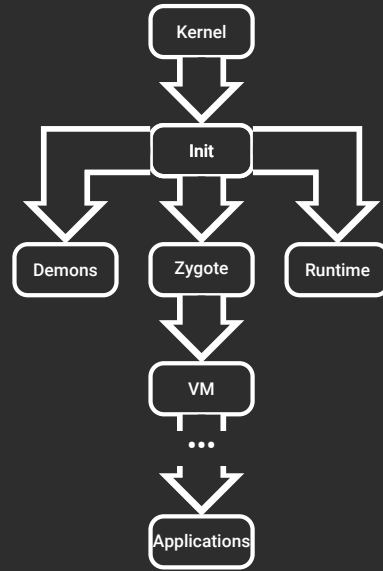 Kernel
Init
Demons
Zygote
Runtime
VM
...
Applications